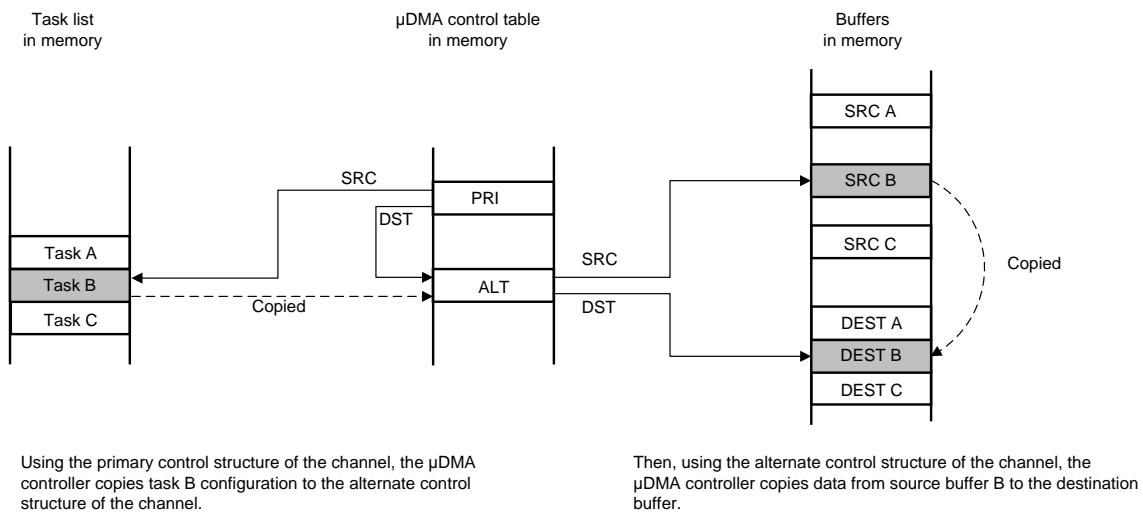 Task list
in memory
µDMA control table
in memory
Buffers
in memory
SRC A
SRC
SRC B
PRI
DST
Task A
SRC C
SRC
Task B
ALT
Copied
Copied
DST
Task C
DEST A
DEST B
DEST C
Using the primary control structure of the channel, the µDMA
controller copies task B configuration to the alternate control
structure of the channel.
Then, using the alternate control structure of the channel, the
µDMA controller copies data from source buffer B to the destination
buffer.